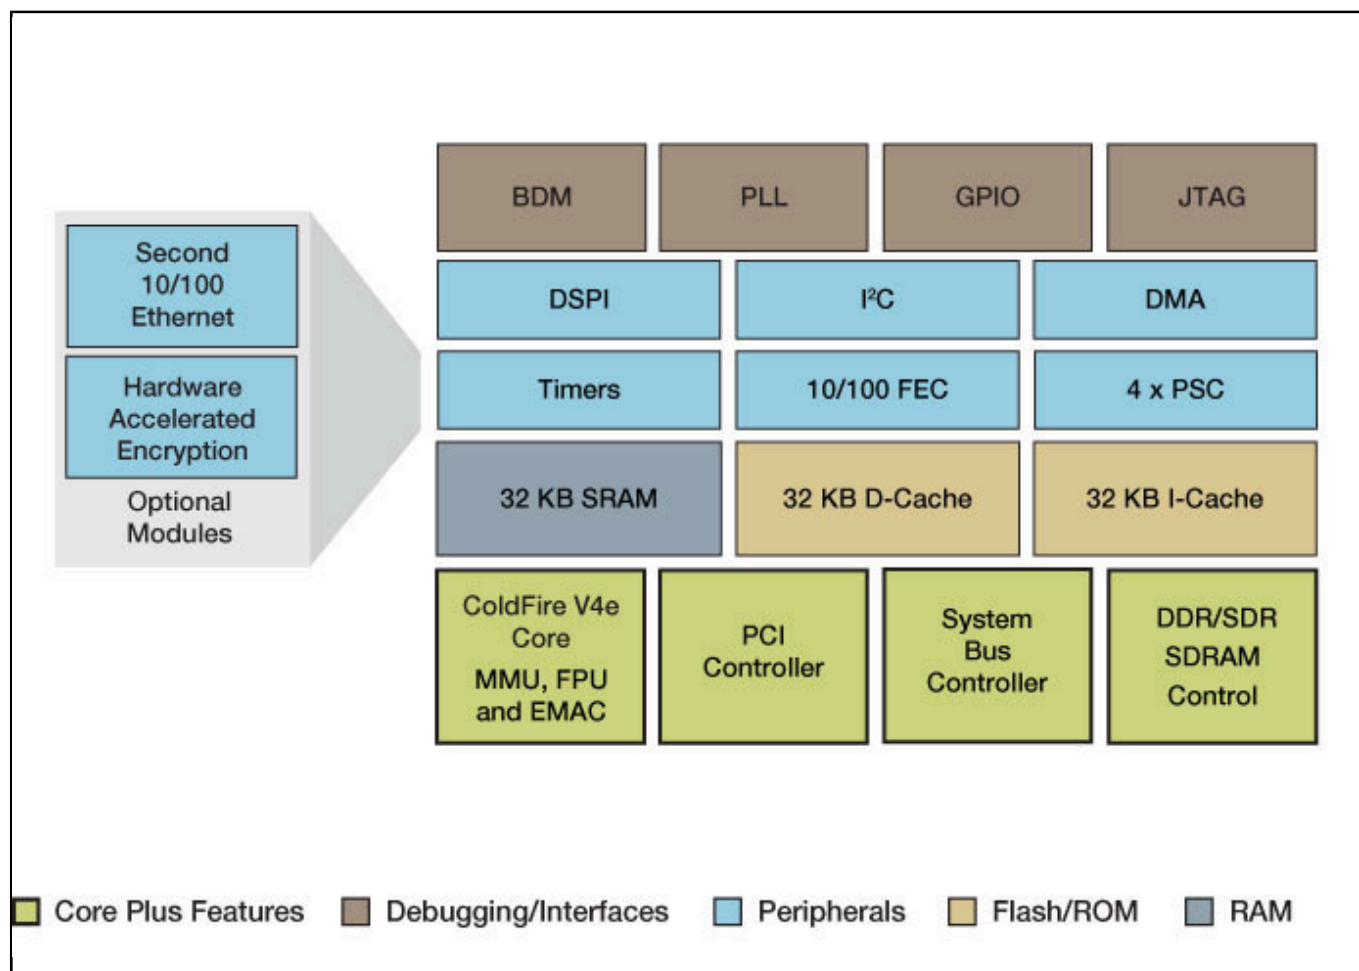 BDM
PLL
GPIO
JTAG
Second
10/100
Ethernet
DSPI
I²C
DMA
Hardware
Accelerated
Encryption
Timers
10/100 FEC
4 x PSC
Optional
Modules
32 KB SRAM
32 KB D-Cache
32 KB I-Cache
ColdFire V4e
Core
MMU, FPU
and EMAC
PCI
Controller
System
Bus
Controller
DDR/SDR
SDRAM
Control
Core Plus Features
Debugging/Interfaces
Peripherals
Flash/ROM
RAM